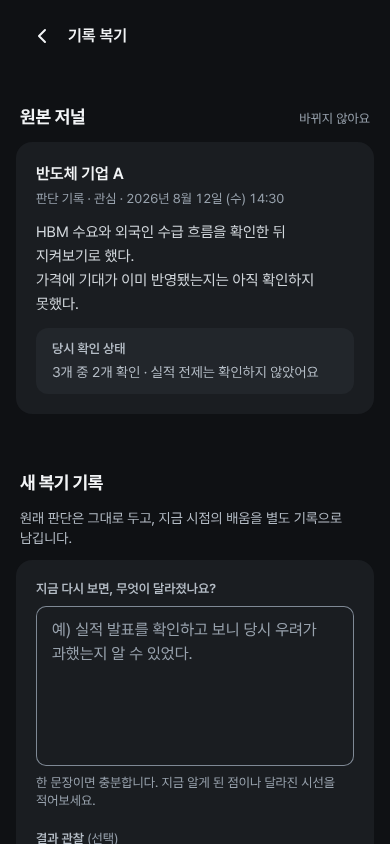 기록 복기
원본 저널
바뀌지 않아요
반도체 기업 A
판단 기록 · 관심 · 2026년 8월 12일 (수) 14:30
HBM 수요와 외국인 수급 흐름을 확인한 뒤
지켜보기로 했다.
가격에 기대가 이미 반영됐는지는 아직 확인하지
못했다.
당시 확인 상태
3개 중 2개 확인 · 실적 전제는 확인하지 않았어요
새 복기 기록
원래 판단은 그대로 두고, 지금 시점의 배움을 별도 기록으로
남깁니다.
지금 다시 보면, 무엇이 달라졌나요?
예) 실적 발표를 확인하고 보니 당시 우려가
과했는지 알 수 있었다.
한 문장이면 충분합니다. 지금 알게 된 점이나 달라진 시선을
적어보세요.
결과 관찰 (선택)